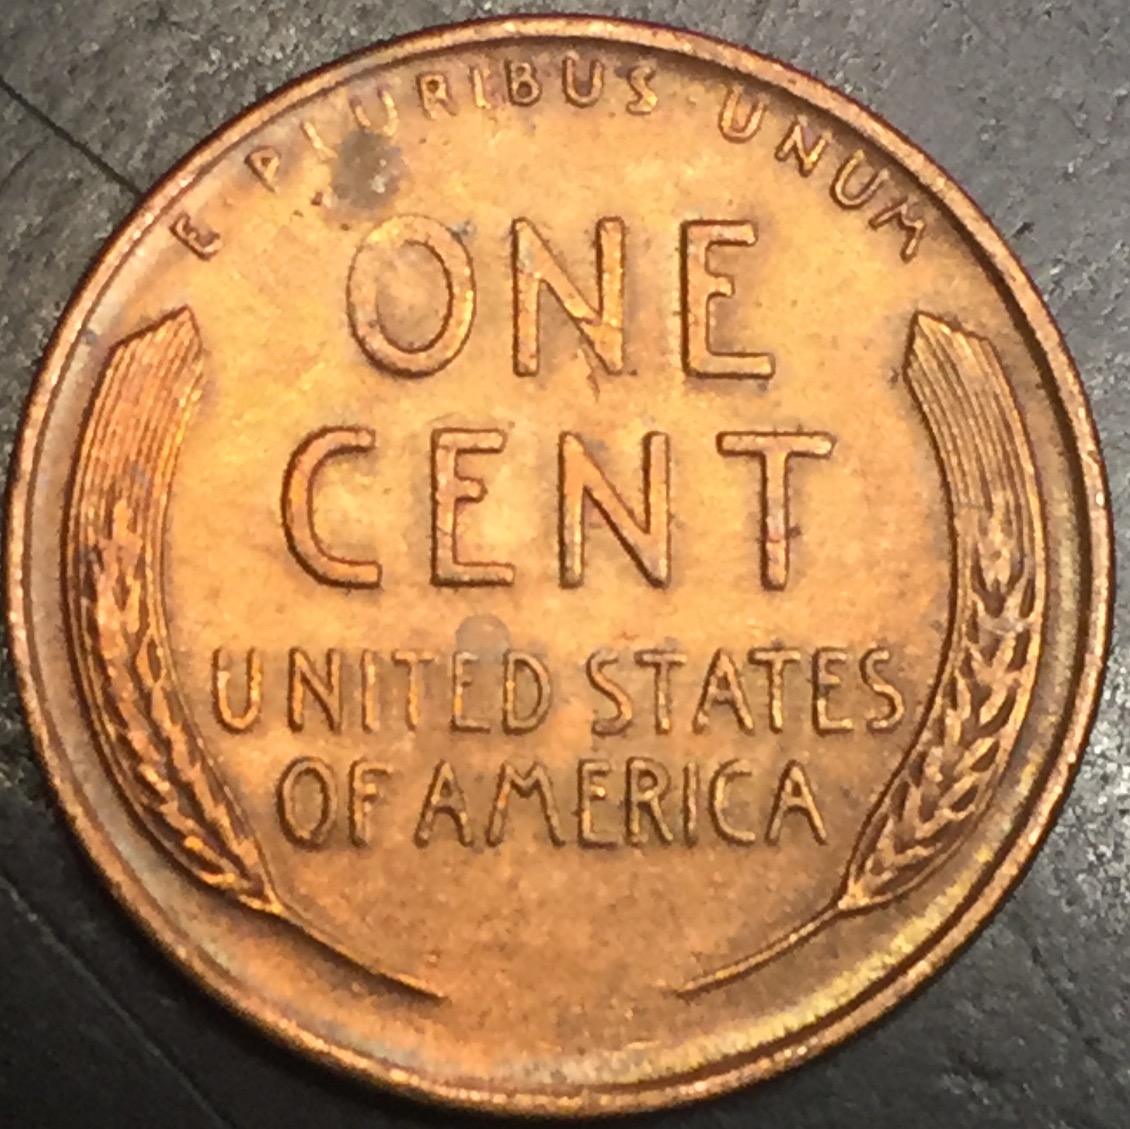 E · PLURIBUS · UNUM
ONE
CENT
UNITED STATES
OF AMERICA